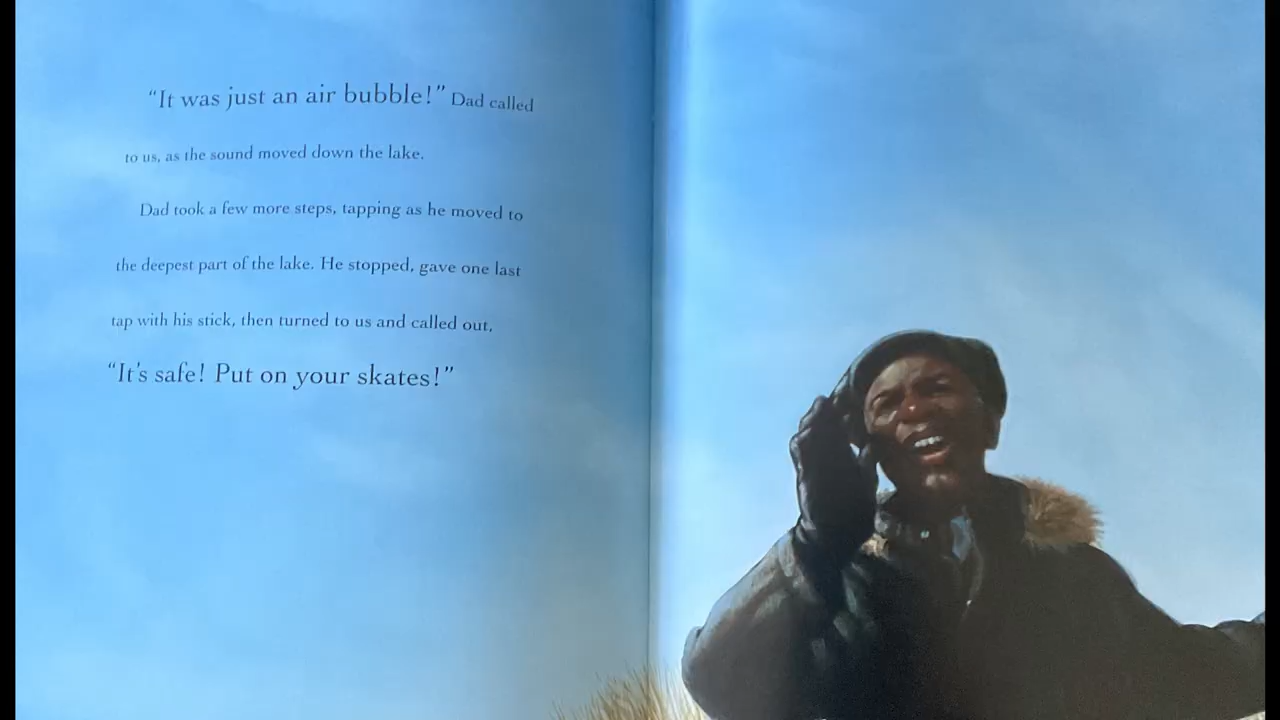 “It was just an air bubble!” Dad called
to us, as the sound moved down the lake.
Dad took a few more steps, tapping as he moved to
the deepest part of the lake. He stopped, gave one last
tap with his stick, then turned to us and called out,
“It's safe! Put on your skates!”